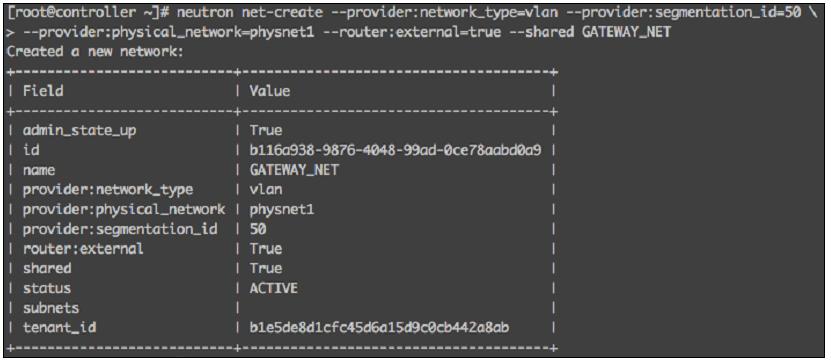 [root@controller ~]# neutron net-create --provider:network_type=vlan --provider:segmentation_id=50 \
> --provider:physical_network=physnet1 --router:external=true --shared GATEWAY_NET
Created a new network:
+---------------------------+--------------------------------------+
| Field                     | Value                                |
+---------------------------+--------------------------------------+
| admin_state_up            | True                                 |
| id                        | b116a938-9876-4048-99ad-0ce78aabd0a9 |
| name                      | GATEWAY_NET                          |
| provider:network_type     | vlan                                 |
| provider:physical_network | physnet1                             |
| provider:segmentation_id  | 50                                   |
| router:external           | True                                 |
| shared                    | True                                 |
| status                    | ACTIVE                               |
| subnets                   |                                      |
| tenant_id                 | b1e5de8d1cfc45d6a15d9c0cb442a8ab     |
+---------------------------+--------------------------------------+